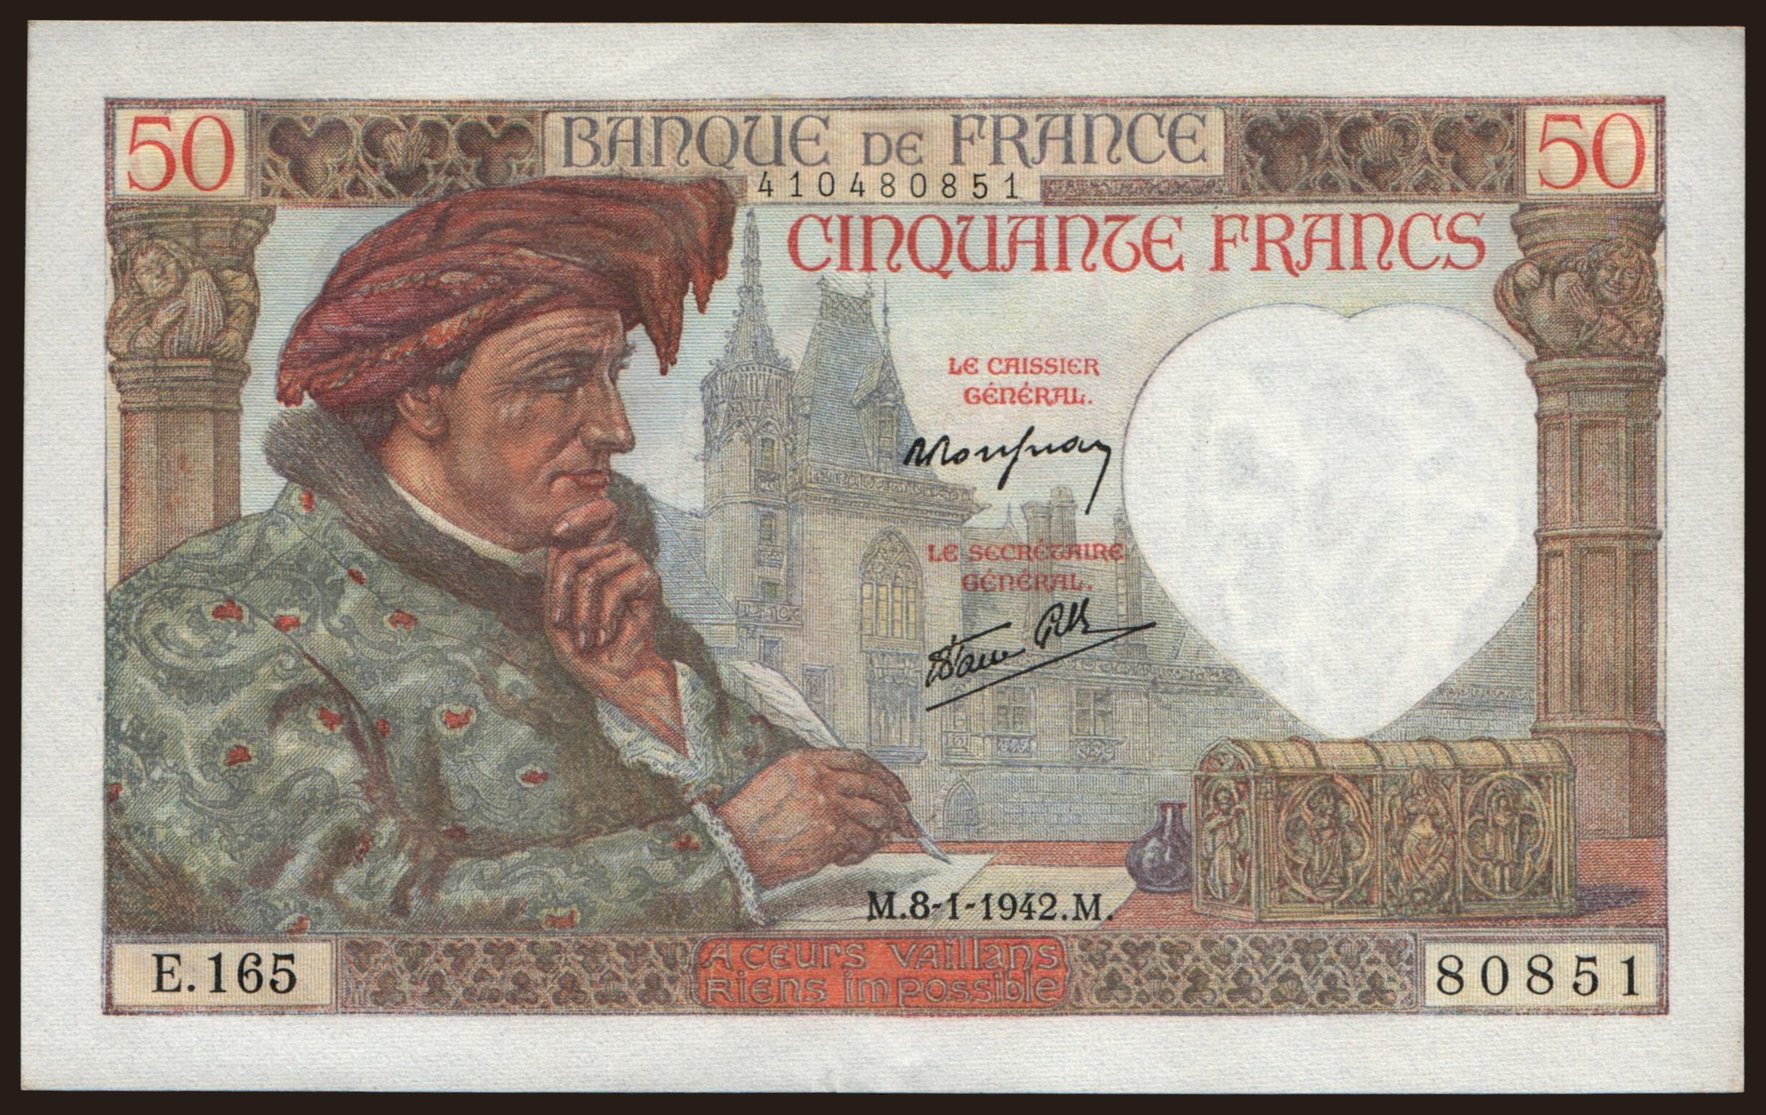 50 BANQUE DE FRANCE 50
410480851
CINQUANTE FRANCS
LE CAISSIER
GÉNÉRAL.
LE SECRÉTAIRE
GÉNÉRAL.
M.8-1-1942.M.
E.165
A CŒURS VAILLANS
RIENS IMPOSSIBLE
80851